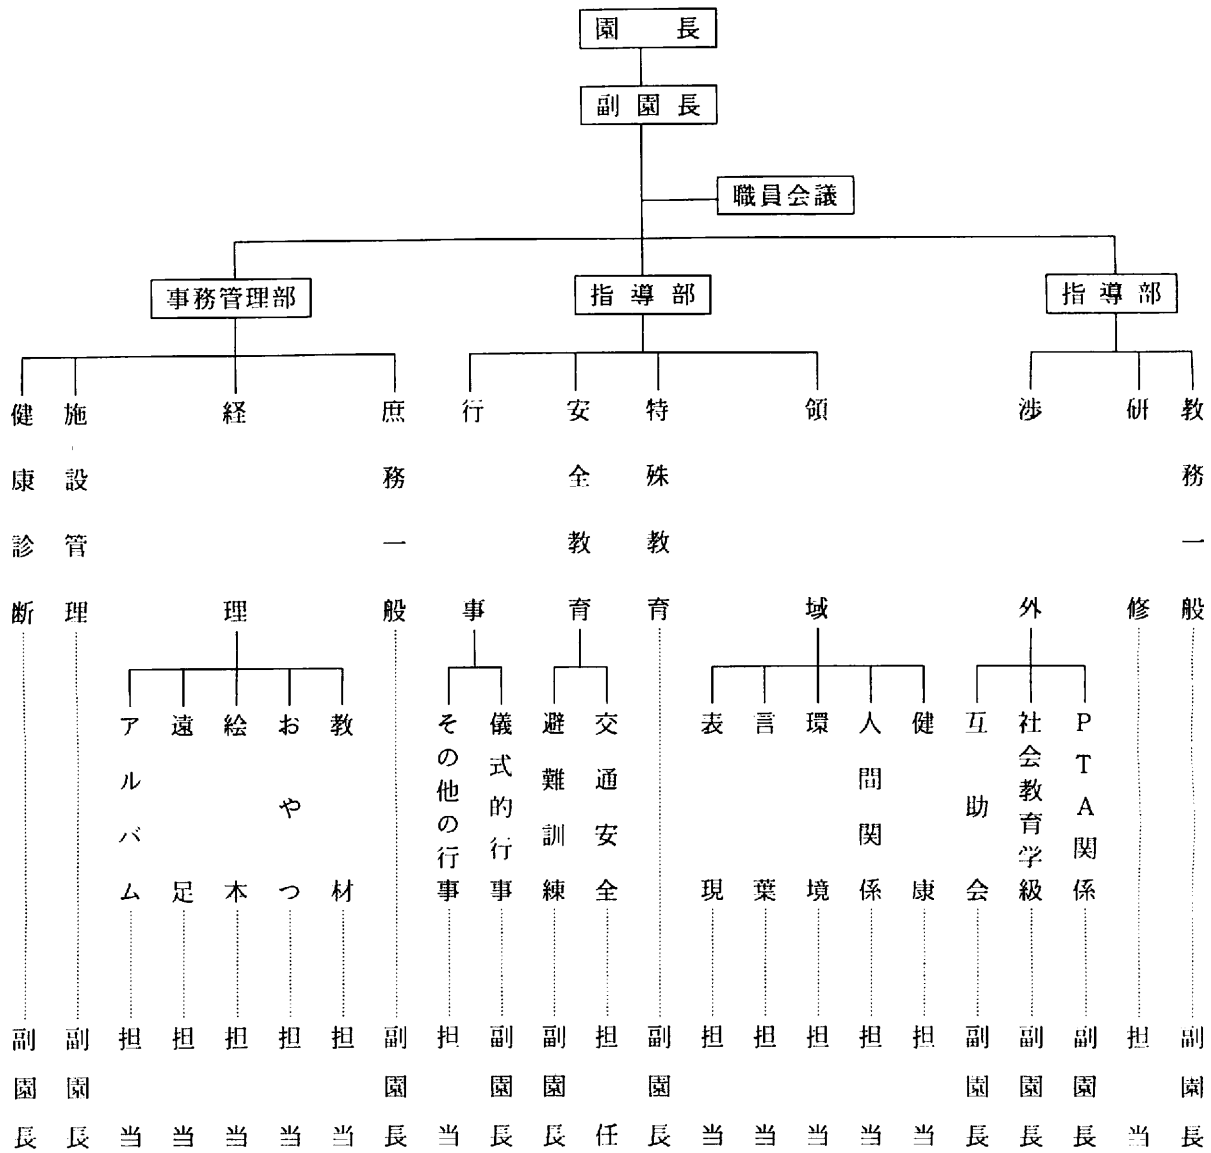 園長
副園長
職員会議
事務管理部
指導部
指導部
教務一般
研修
渉外
領域
特殊教育
安全教育
行事
庶務一般
経理
施設管理
健康診断
PTA関係
社会教育学級
互助会
健康
人間関係
環境
言葉
表現
交通安全
避難訓練
儀式的行事
その他の行事
教材
おやつ
絵本
遠足
アルバム
副園長
担当
副園長
副園長
副園長
担当
担当
担当
担当
担当
副園長
担任
副園長
副園長
担当
副園長
担当
担当
担当
担当
担当
副園長
副園長